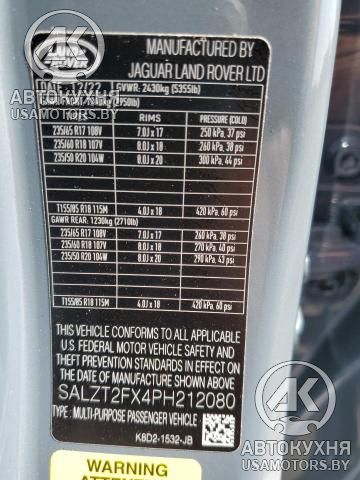 MANUFACTURED BY
JAGUAR LAND ROVER LTD
DATE: 12/22 GVWR: 2430kg (5355lb)
RIMS PRESSURE (COLD)
235/65 R17 108V 7.0J x 17 250 kPa, 37 psi
235/60 R18 107V 8.0J x 18 260 kPa, 38 psi
235/50 R20 104W 8.0J x 20 300 kPa, 44 psi
T155/85 R18 115M 4.0J x 18 420 kPa, 60 psi
GAWR REAR: 1230kg (2710lb)
235/65 R17 108V 7.0J x 17 260 kPa, 38 psi
235/60 R18 107V 8.0J x 18 270 kPa, 40 psi
235/50 R20 104W 8.0J x 20 290 kPa, 43 psi
T155/85 R18 115M 4.0J x 18 420 kPa, 60 psi
THIS VEHICLE CONFORMS TO ALL APPLICABLE
U.S. FEDERAL MOTOR VEHICLE SAFETY AND
THEFT PREVENTION STANDARDS IN EFFECT
ON THE DATE OF MANUFACTURE SHOWN ABOVE
SALZT2FX4PH212080
TYPE: MULTI-PURPOSE PASSENGER VEHICLE
K8D2-1532-JB
WARNING
АВТОКУХНЯ
USAMOTORS.BY